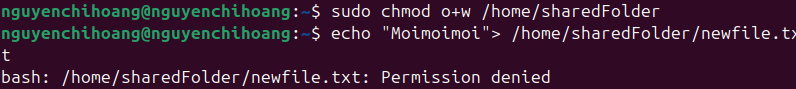 nguyenchihoang@nguyenchihoang:~$ sudo chmod o+w /home/sharedFolder
nguyenchihoang@nguyenchihoang:~$ echo "Moimoimoi"> /home/sharedFolder/newfile.tx
t
bash: /home/sharedFolder/newfile.txt: Permission denied